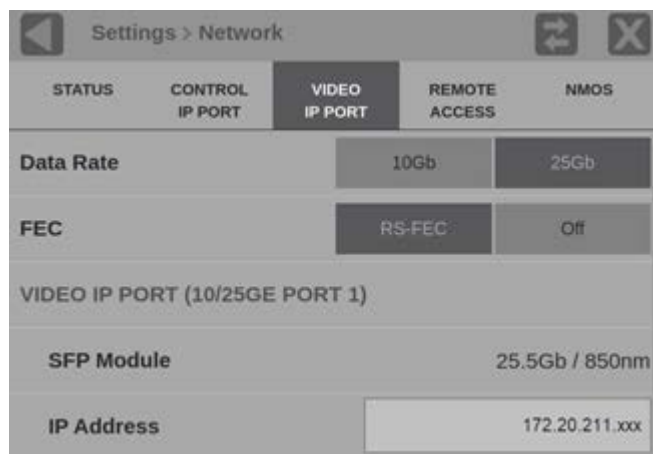 Settings > Network
STATUS
CONTROL IP PORT
VIDEO IP PORT
REMOTE ACCESS
NMOS
Data Rate 10Gb 25Gb
FEC RS-FEC Off
VIDEO IP PORT (10/25GE PORT 1)
SFP Module 25.5Gb / 850nm
IP Address 172.20.211.xxx